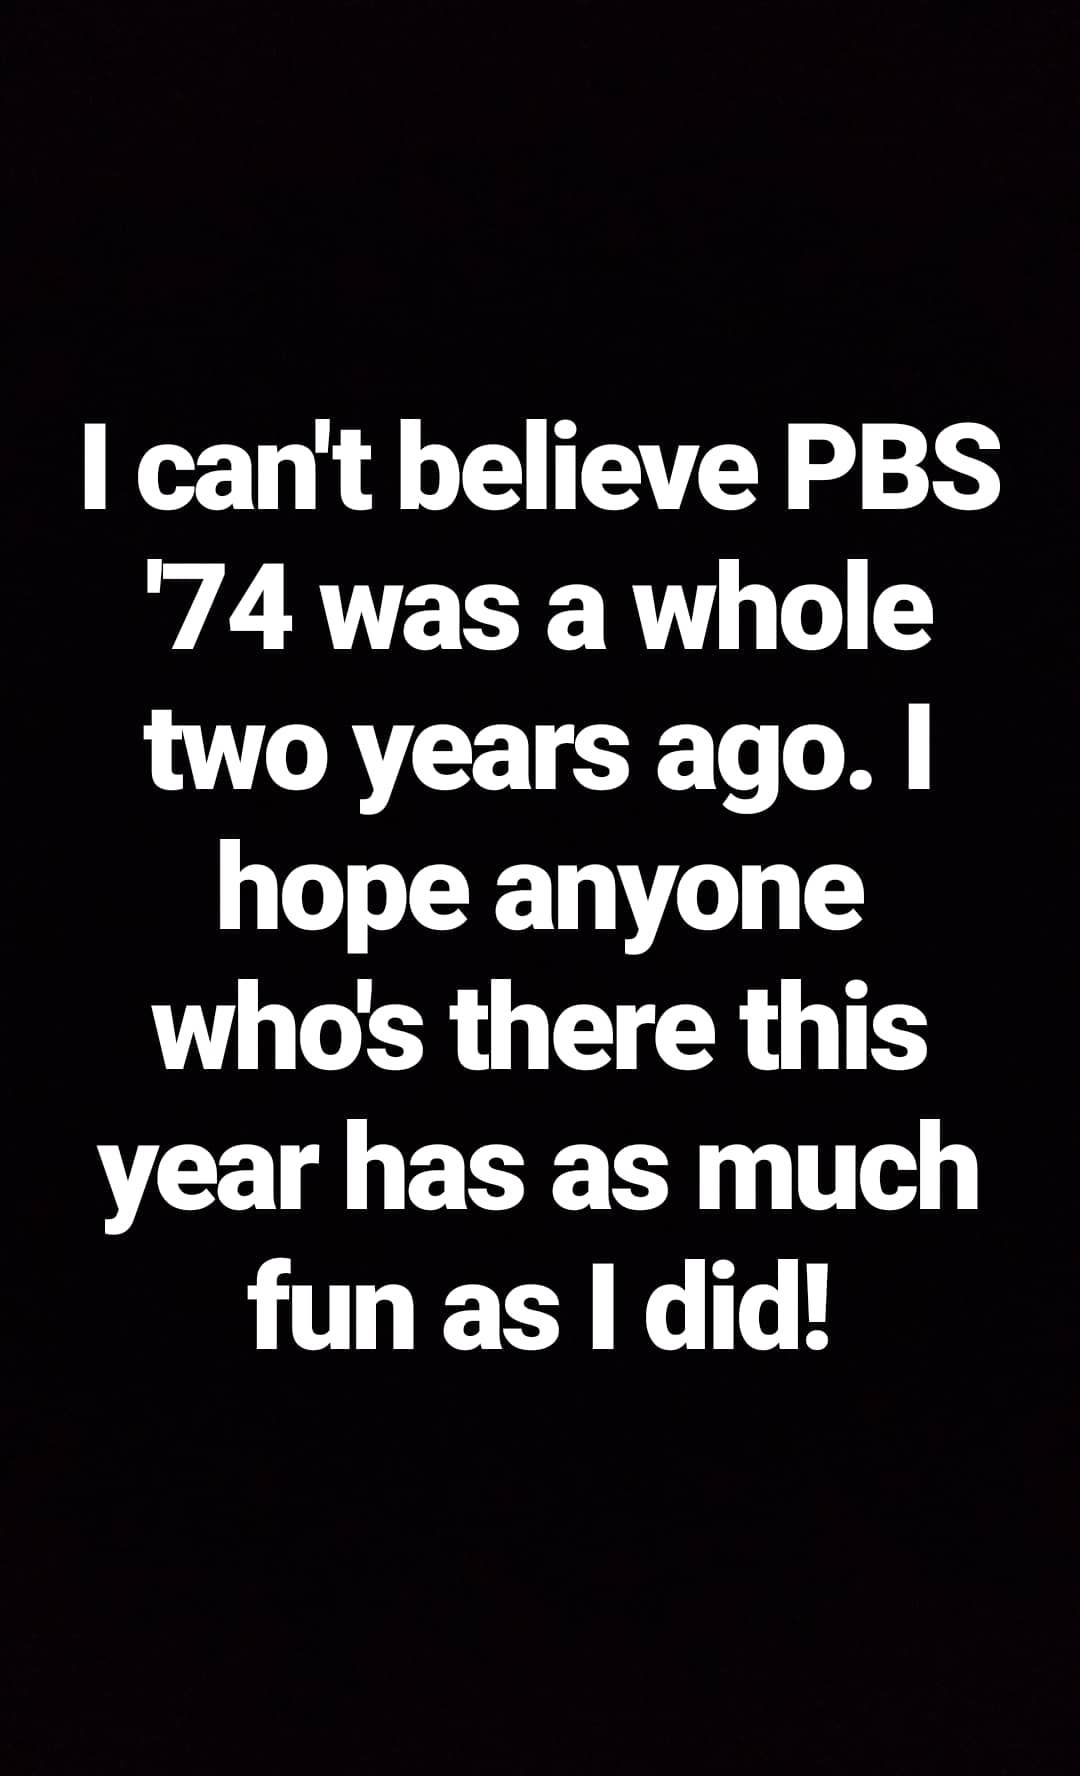 I can't believe PBS
'74 was a whole
two years ago. I
hope anyone
who's there this
year has as much
fun as I did!